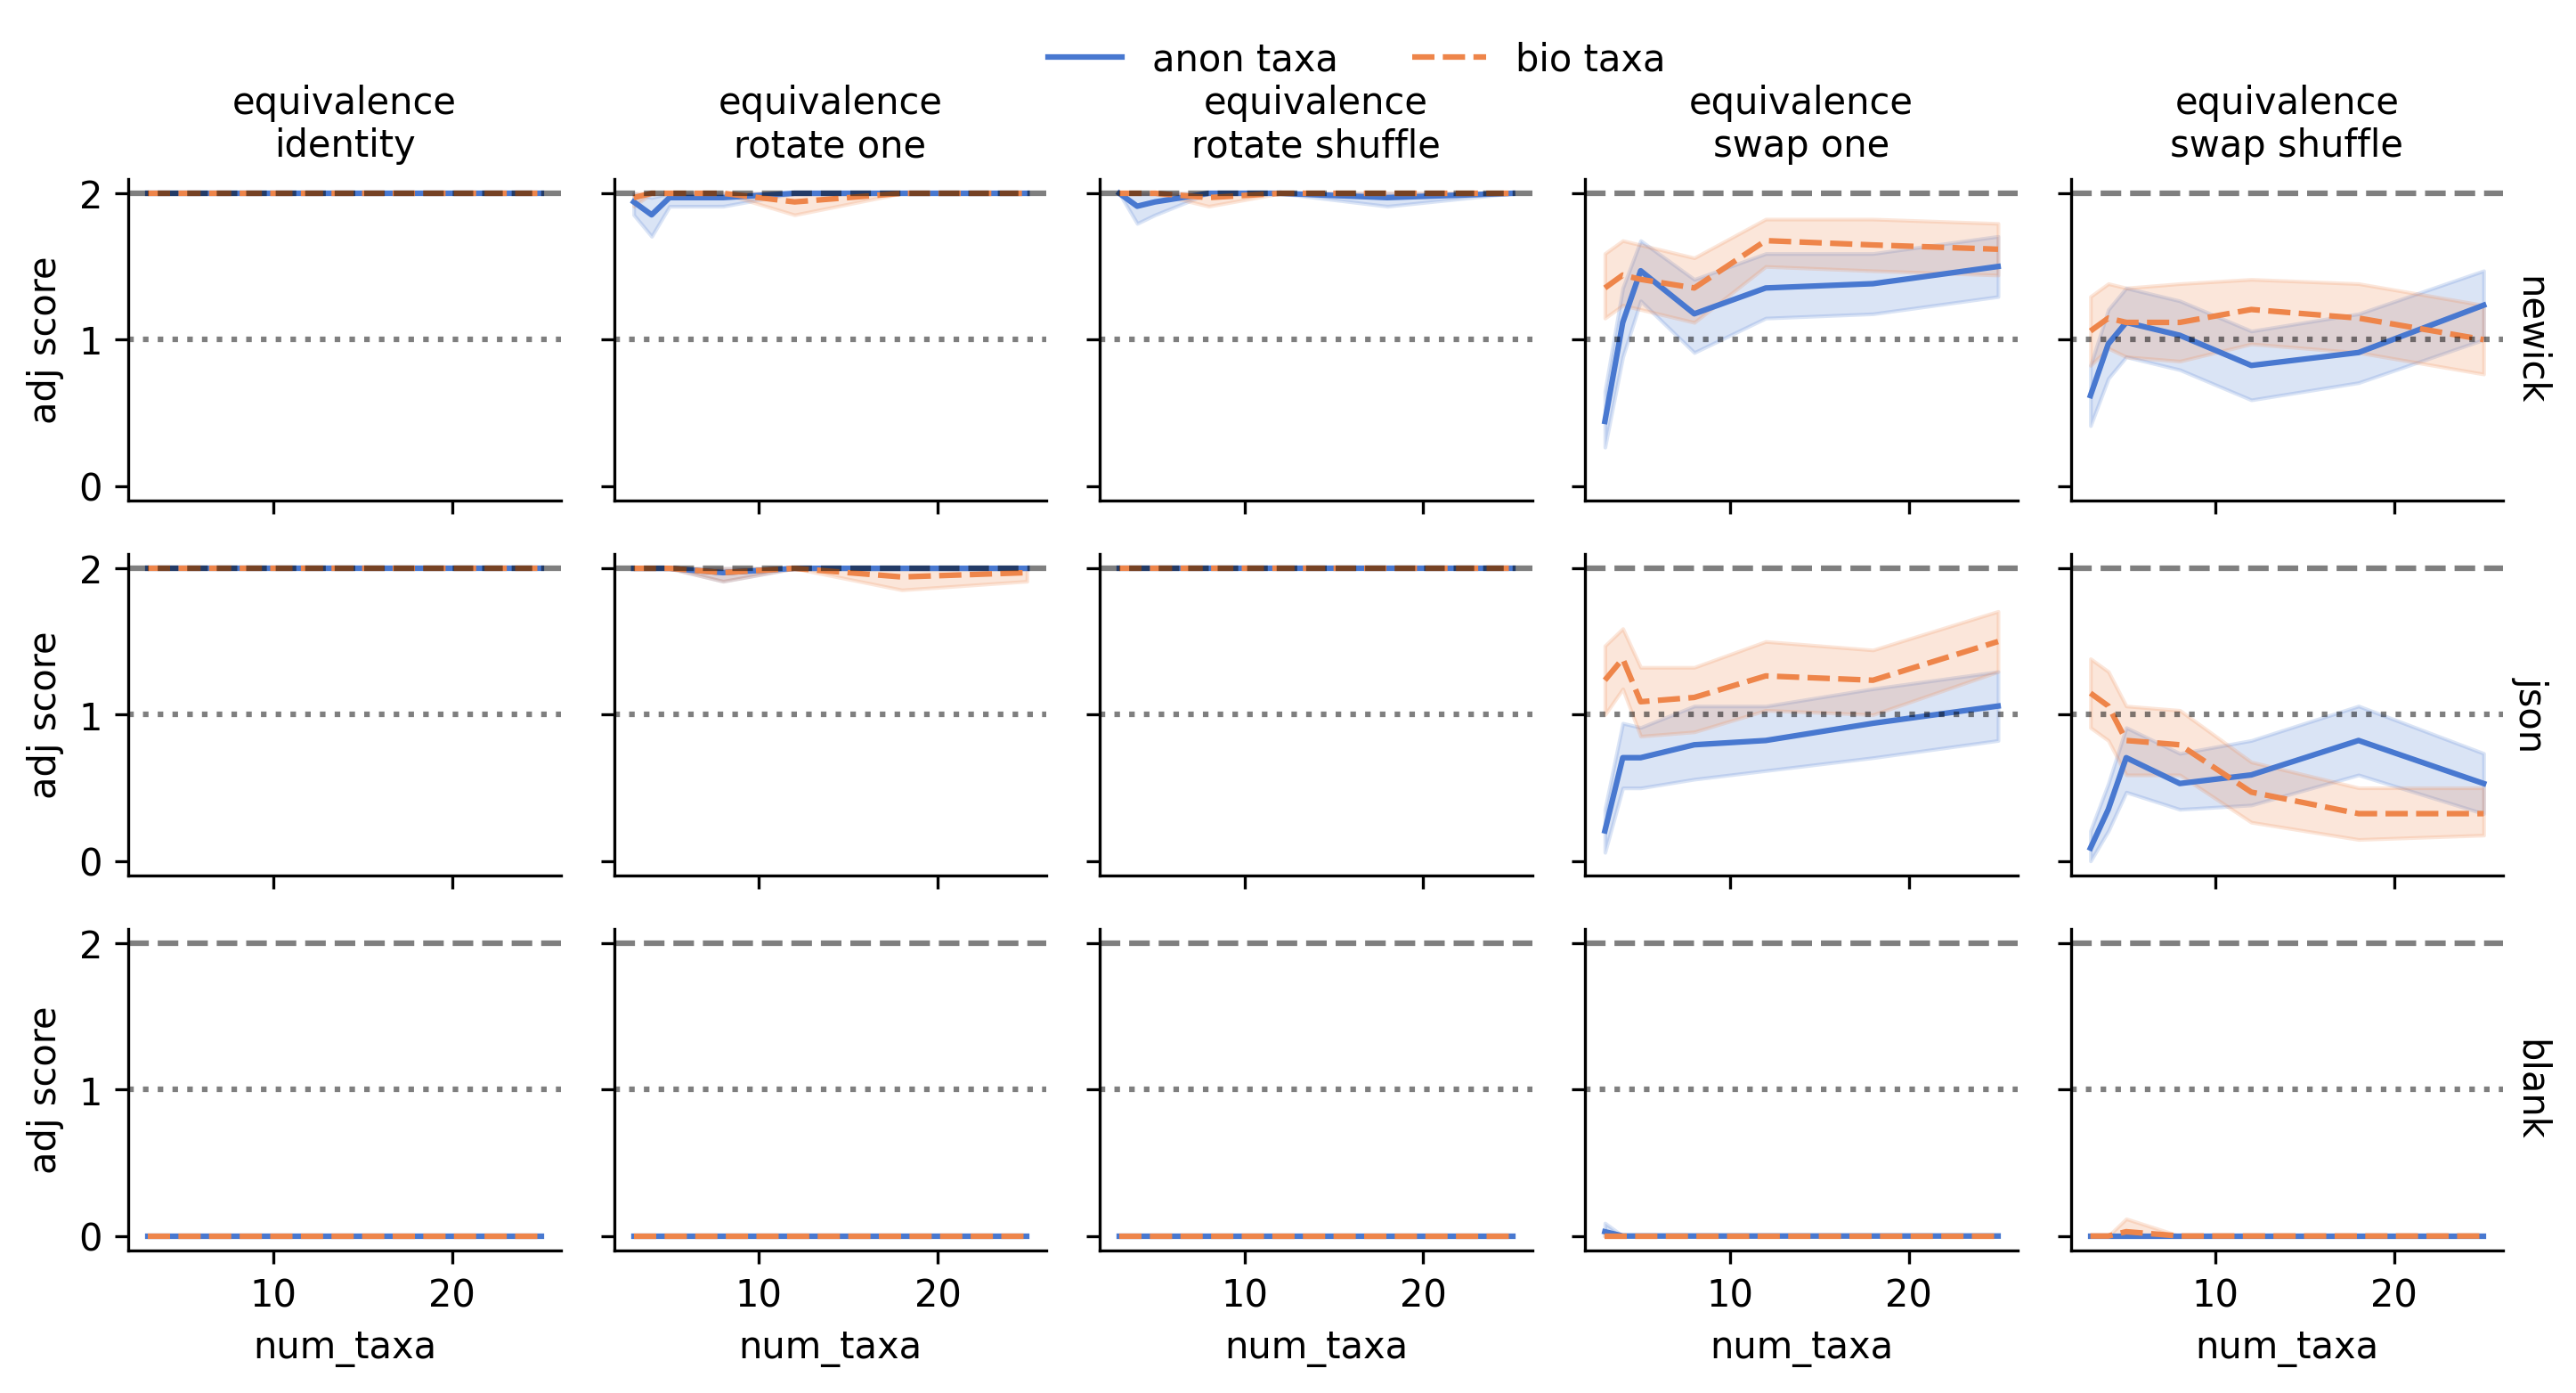 anon taxa bio taxa
equivalence identity
equivalence rotate one
equivalence rotate shuffle
equivalence swap one
equivalence swap shuffle
adj score
2
1
0
newick
adj score
2
1
0
json
adj score
2
1
0
blank
10 20
10 20
10 20
10 20
10 20
num_taxa
num_taxa
num_taxa
num_taxa
num_taxa